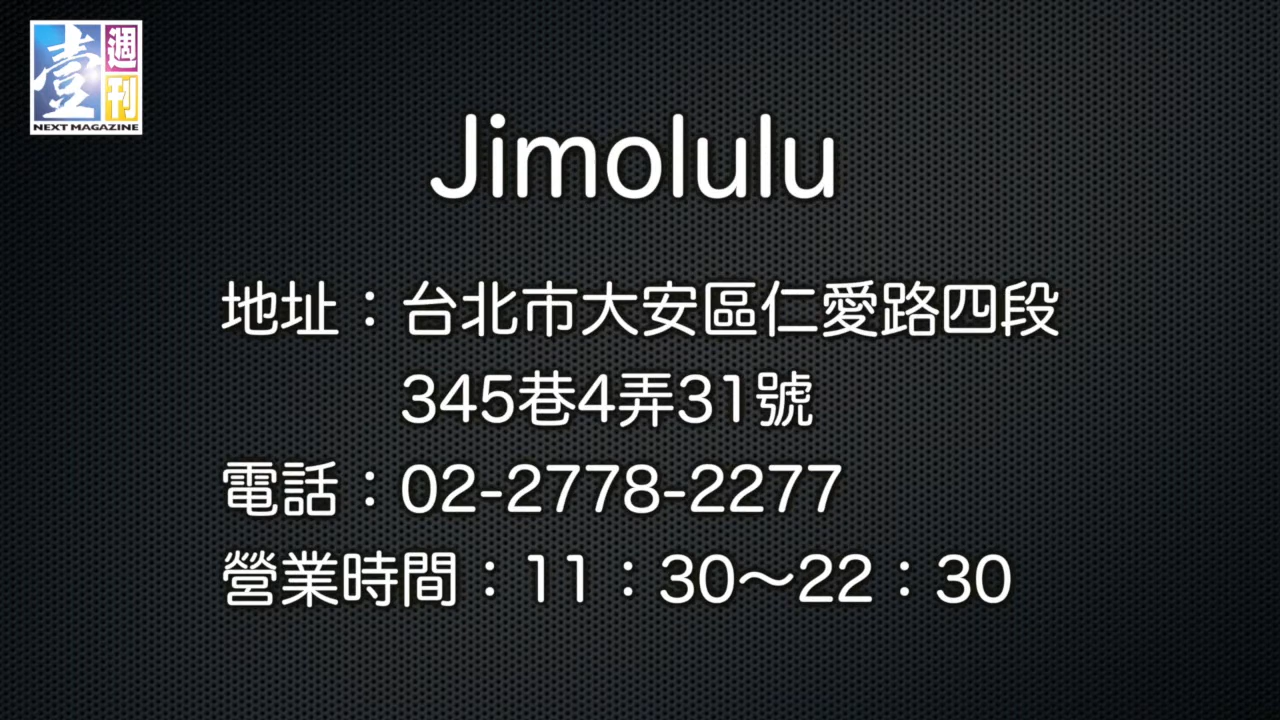 壹週刊
NEXT MAGAZINE
Jimolulu
地址：台北市大安區仁愛路四段
345巷4弄31號
電話：02-2778-2277
營業時間：11：30～22：30